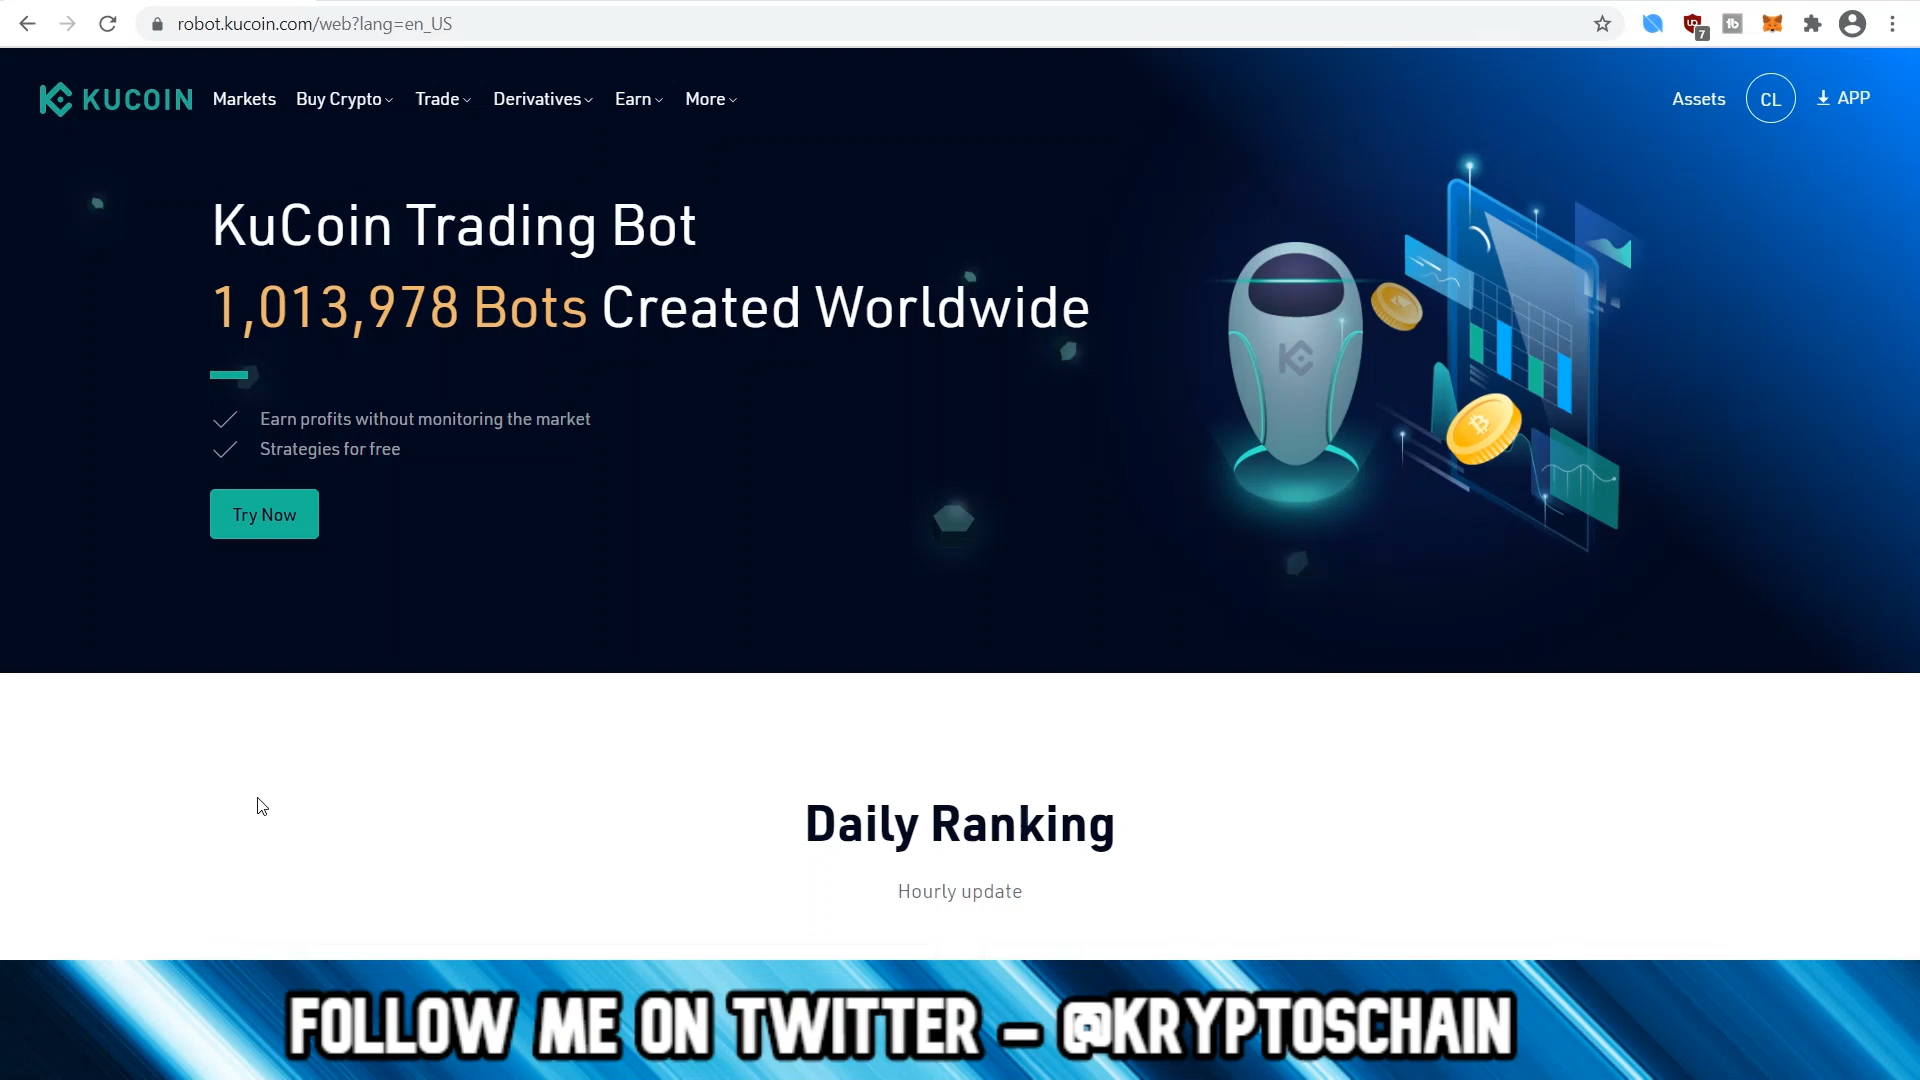 robot.kucoin.com/web?lang=en_US
7
KUCOIN Markets Buy Crypto Trade Derivatives Earn More Assets CL APP
KuCoin Trading Bot
1,013,978 Bots Created Worldwide
Earn profits without monitoring the market
Strategies for free
Try Now
Daily Ranking
Hourly update
FOLLOW ME ON TWITTER – @KRYPTOSCHAIN